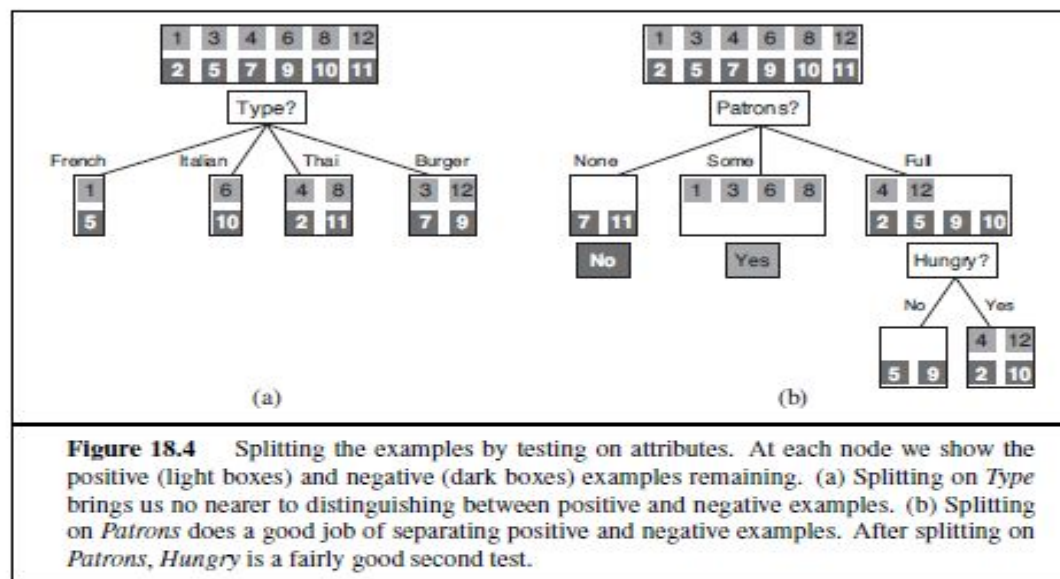 1 3 4 6 8 12
2 5 7 9 10 11
Type?
French Italian Thai Burger
1 6 4 8 3 12
5 10 2 11 7 9
(a)
1 3 4 6 8 12
2 5 7 9 10 11
Patrons?
None Some Full
1 3 6 8 4 12
7 11 2 5 9 10
No Yes Hungry?
No Yes
4 12
5 9 2 10
(b)
Figure 18.4 Splitting the examples by testing on attributes. At each node we show the
positive (light boxes) and negative (dark boxes) examples remaining. (a) Splitting on Type
brings us no nearer to distinguishing between positive and negative examples. (b) Splitting
on Patrons does a good job of separating positive and negative examples. After splitting on
Patrons, Hungry is a fairly good second test.